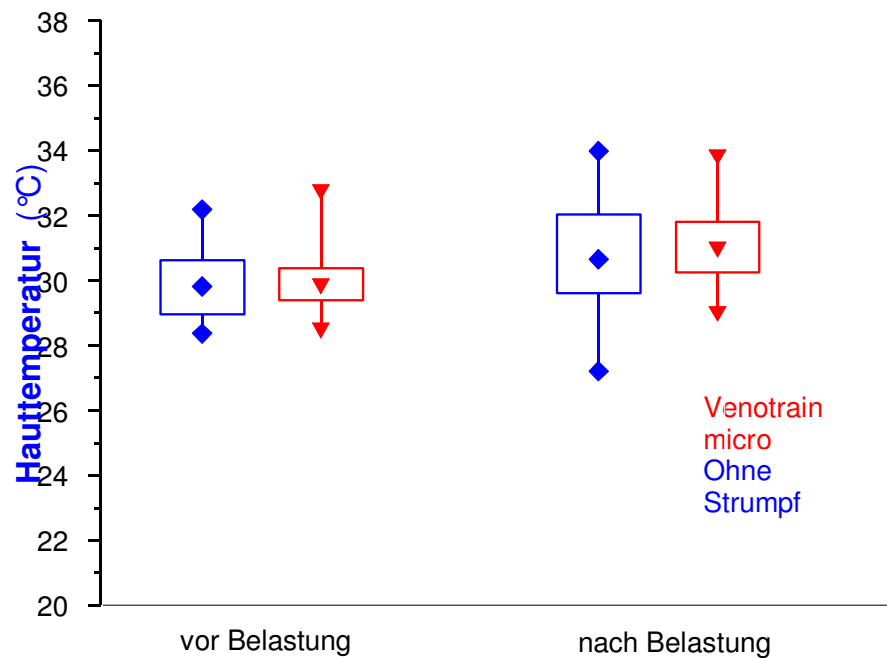 38
36
34
32
30
28
26
24
22
20
Hauttemperatur (°C)
Venotrain
micro
Ohne
Strumpf
vor Belastung
nach Belastung